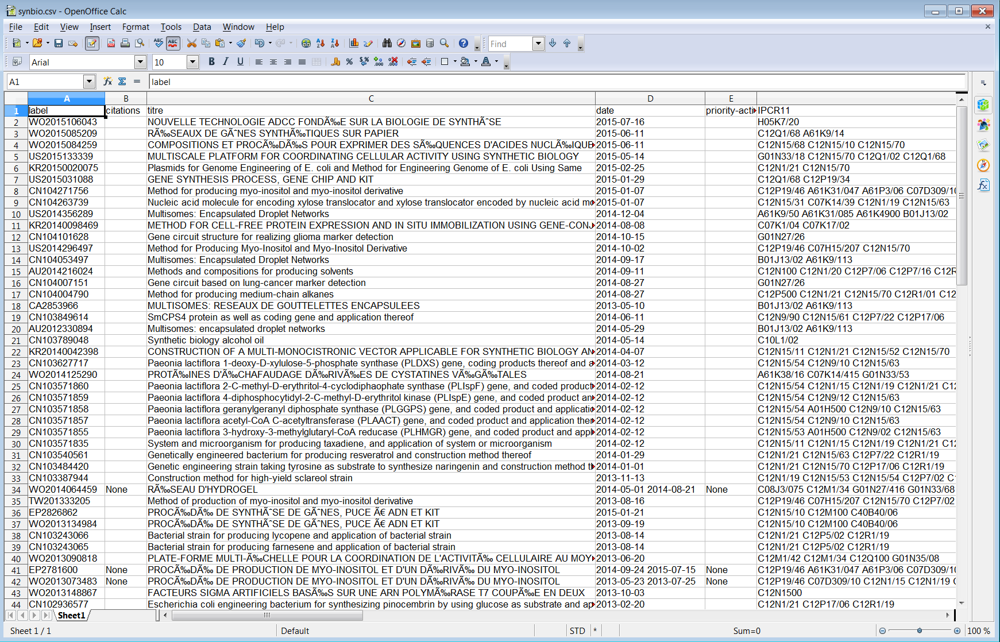 synbio.csv - OpenOffice Calc
File Edit View Insert Format Tools Data Window Help
Find
Arial 10
A1 label
A B C D E
1 label citations titre date priority-acti IPCR11
2 WO2015106043 NOUVELLE TECHNOLOGIE ADCC FONDÃ‰E SUR LA BIOLOGIE DE SYNTHÃˆSE 2015-07-16 H05K7/20
3 WO2015085209 RÃ‰SEAUX DE GÃˆNES SYNTHÃ‰TIQUES SUR PAPIER 2015-06-11 C12Q1/68 A61K9/14
4 WO2015084259 COMPOSITIONS ET PROCÃ‰DÃ‰S POUR EXPRIMER DES SÃ‰QUENCES D'ACIDES NUCLÃ‰IQUE 2015-06-11 C12N15/68 C12N15/10 C12N15/70
5 US2015133339 MULTISCALE PLATFORM FOR COORDINATING CELLULAR ACTIVITY USING SYNTHETIC BIOLOGY 2015-05-14 G01N33/18 C12N15/70 C12Q1/02 C12Q1/68
6 KR20150020075 Plasmids for Genome Engineering of E. coli and Method for Engineering Genome of E. coli Using Same 2015-02-25 C12N1/21 C12N15/70
7 US2015031088 GENE SYNTHESIS PROCESS, GENE CHIP AND KIT 2015-01-29 C12Q1/68 C12P19/34
8 CN104271756 Method for producing myo-inositol and myo-inositol derivative 2015-01-07 C12P19/46 A61K31/047 A61P3/06 C07D309/10
9 CN104263739 Nucleic acid molecule for encoding xylose translocator and xylose translocator encoded by nucleic acid mo 2015-01-07 C12N15/31 C07K14/39 C12N1/19 C12N15/63
10 US2014356289 Multisomes: Encapsulated Droplet Networks 2014-12-04 A61K9/50 A61K31/085 A61K4900 B01J13/02
11 KR20140098469 METHOD FOR CELL-FREE PROTEIN EXPRESSION AND IN SITU IMMOBILIZATION USING GENE-CONJ 2014-08-08 C07K1/04 C07K17/02
12 CN104101628 Gene circuit structure for realizing glioma marker detection 2014-10-15 G01N27/26
13 US2014296497 Method for Producing Myo-Inositol and Myo-Inositol Derivative 2014-10-02 C12P19/46 C07H15/207 C12N15/70
14 CN104053497 Multisomes: Encapsulated Droplet Networks 2014-09-17 B01J13/02 A61K9/113
15 AU2014216024 Methods and compositions for producing solvents 2014-09-11 C12N100 C12N1/20 C12P7/06 C12P7/16 C12R
16 CN104007151 Gene circuit based on lung-cancer marker detection 2014-08-27 G01N27/26
17 CN104004790 Method for producing medium-chain alkanes 2014-08-27 C12P500 C12N1/21 C12N15/70 C12R1/01 C12
18 CA2853966 MULTISOMES: RESEAUX DE GOUTTELETTES ENCAPSULEES 2013-05-10 B01J13/02 A61K9/113
19 CN103849614 SmCPS4 protein as well as coding gene and application thereof 2014-06-11 C12N9/90 C12N15/61 C12P7/22 C12P17/06
20 AU2012330894 Multisomes: encapsulated droplet networks 2014-05-29 B01J13/02 A61K9/113
21 CN103789048 Synthetic biology alcohol oil 2014-05-14 C10L1/02
22 KR20140042398 CONSTRUCTION OF A MULTI-MONOCISTRONIC VECTOR APPLICABLE FOR SYNTHETIC BIOLOGY AN 2014-04-07 C12N15/11 C12N1/21 C12N15/52 C12N15/70
23 CN103627717 Paeonia lactiflora 1-deoxy-D-xylulose-5-phosphate synthase (PLDXS) gene, coding products thereof and a 2014-03-12 C12N15/54 C12N9/10 C12N15/63
24 WO2014125290 PROTÃ‰INES D'Ã‰CHAFAUDAGE DÃ‰RIVÃ‰ES DE CYSTATINES VÃ‰GÃ‰TALES 2014-08-21 A61K38/16 C07K14/415 G01N33/53
25 CN103571860 Paeonia lactiflora 2-C-methyl-D-erythritol-4-cyclodiphaophate synthase (PLIspF) gene, and coded product 2014-02-12 C12N15/54 C12N1/15 C12N1/19 C12N1/21 C12
26 CN103571859 Paeonia lactiflora 4-diphosphocytidyl-2-C-methyl-D-erythritol kinase (PLIspE) gene, and coded product an 2014-02-12 C12N15/54 C12N9/12 C12N15/63
27 CN103571858 Paeonia lactiflora geranylgeranyl diphosphate synthase (PLGGPS) gene, and coded product and applicatio 2014-02-12 C12N15/54 A01H500 C12N9/10 C12N15/63
28 CN103571857 Paeonia lactiflora acetyl-CoA C-acetyltransferase (PLAACT) gene, and coded product and application ther 2014-02-12 C12N15/54 C12N9/10 C12N15/63
29 CN103571855 Paeonia lactiflora 3-hydroxy-3-methylglutaryl-CoA reducase (PLHMGR) gene, and coded product and appl 2014-02-12 C12N15/53 A01H500 C12N9/02 C12N15/63
30 CN103571835 System and microorganism for producing taxadiene, and application of system or microorganism 2014-02-12 C12N15/11 C12N1/15 C12N1/19 C12N1/21 C12
31 CN103540561 Genetically engineered bacterium for producing resveratrol and construction method thereof 2014-01-29 C12N1/21 C12N15/63 C12P7/22 C12R1/19
32 CN103484420 Genetic engineering strain taking tyrosine as substrate to synthesize naringenin and construction method t 2014-01-01 C12N1/21 C12N15/70 C12P17/06 C12R1/19
33 CN103387944 Construction method for high-yield sclareol strain 2013-11-13 C12N1/19 C12N15/53 C12N15/54 C12P7/02 C
34 WO2014064459 None RÃ‰SEAU D'HYDROGEL 2014-05-01 2014-08-21 None C08J3/075 C12M1/34 G01N27/416 G01N33/68
35 TW201333205 Method of production of myo-inositol and myo-inositol derivative 2013-08-16 C12P19/46 C07H15/207 C12N15/70 C12P7/02
36 EP2826862 PROCÃ‰DÃ‰ DE SYNTHÃˆSE DE GÃˆNES, PUCE Ã€ ADN ET KIT 2015-01-21 C12N15/10 C12M100 C40B40/06
37 WO2013134984 PROCÃ‰DÃ‰ DE SYNTHÃˆSE DE GÃˆNES, PUCE Ã€ ADN ET KIT 2013-09-19 C12N15/10 C12M100 C40B40/06
38 CN103243066 Bacterial strain for producing lycopene and application of bacterial strain 2013-08-14 C12N1/21 C12P5/02 C12R1/19
39 CN103243065 Bacterial strain for producing farnesene and application of bacterial strain 2013-08-14 C12N1/21 C12P5/02 C12R1/19
40 WO2013090818 PLATE-FORME MULTI-Ã‰CHELLE POUR LA COORDINATION DE L'ACTIVITÃ‰ CELLULAIRE AU MOY 2013-06-20 C12M1/42 C12M1/34 C12Q100 G01N35/08
41 EP2781600 None PROCÃ‰DÃ‰ DE PRODUCTION DE MYO-INOSITOL ET D'UN DÃ‰RIVÃ‰ DU MYO-INOSITOL 2014-09-24 2015-07-15 None C12P19/46 A61K31/047 A61P3/06 C07D309/10
42 WO2013073483 None PROCÃ‰DÃ‰ DE PRODUCTION DE MYO-INOSITOL ET D'UN DÃ‰RIVÃ‰ DU MYO-INOSITOL 2013-05-23 2013-07-25 None C12P19/46 C07D309/10 C12N1/15 C12N1/19 C
43 WO2013148867 FACTEURS SIGMA ARTIFICIELS BASÃ‰S SUR UNE ARN POLYMÃ‰RASE T7 COUPÃ‰E EN DEUX 2013-10-03 C12N1500
44 CN102936577 Escherichia coli engineering bacterium for synthesizing pinocembrin by using glucose as substrate and ap 2013-02-20 C12N1/21 C12P17/06 C12R1/19
Sheet1
Sheet 1 / 1 Default STD * Sum=0 100 %